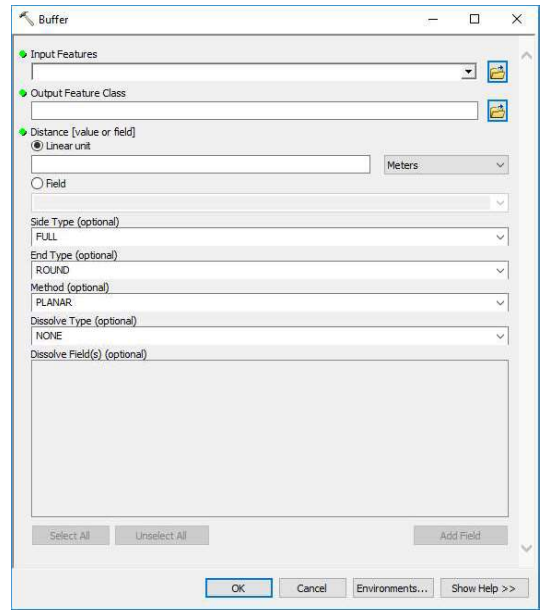 Buffer
Input Features
Output Feature Class
Distance [value or field]
Linear unit
Meters
Field
Side Type (optional)
FULL
End Type (optional)
ROUND
Method (optional)
PLANAR
Dissolve Type (optional)
NONE
Dissolve Field(s) (optional)
Select All Unselect All Add Field
OK Cancel Environments... Show Help >>